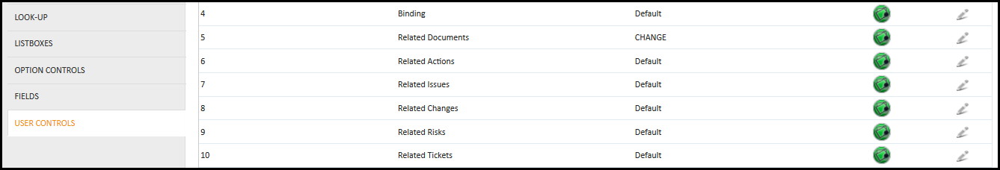 LOOK-UP
LISTBOXES
OPTION CONTROLS
FIELDS
USER CONTROLS
4 Binding Default
5 Related Documents CHANGE
6 Related Actions Default
7 Related Issues Default
8 Related Changes Default
9 Related Risks Default
10 Related Tickets Default